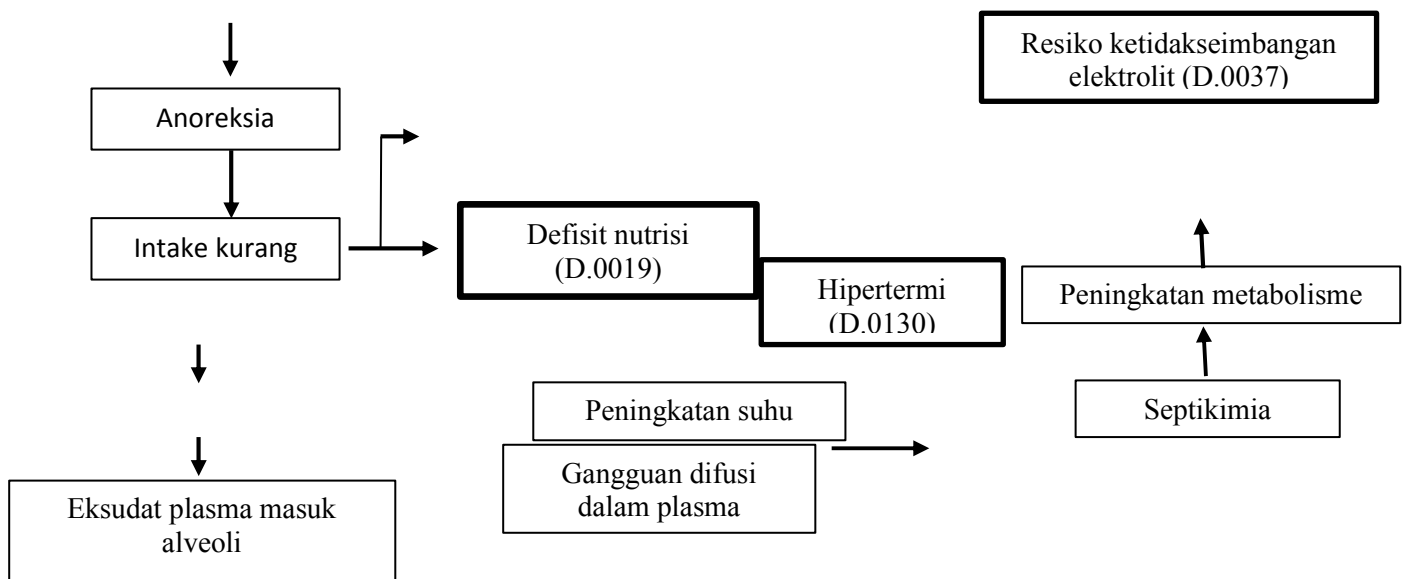 Resiko ketidakseimbangan
elektrolit (D.0037)
Anoreksia
Intake kurang
Defisit nutrisi
(D.0019)
Hipertermi
(D.0130)
Peningkatan metabolisme
Peningkatan suhu
Septikimia
Gangguan difusi
dalam plasma
Eksudat plasma masuk
alveoli